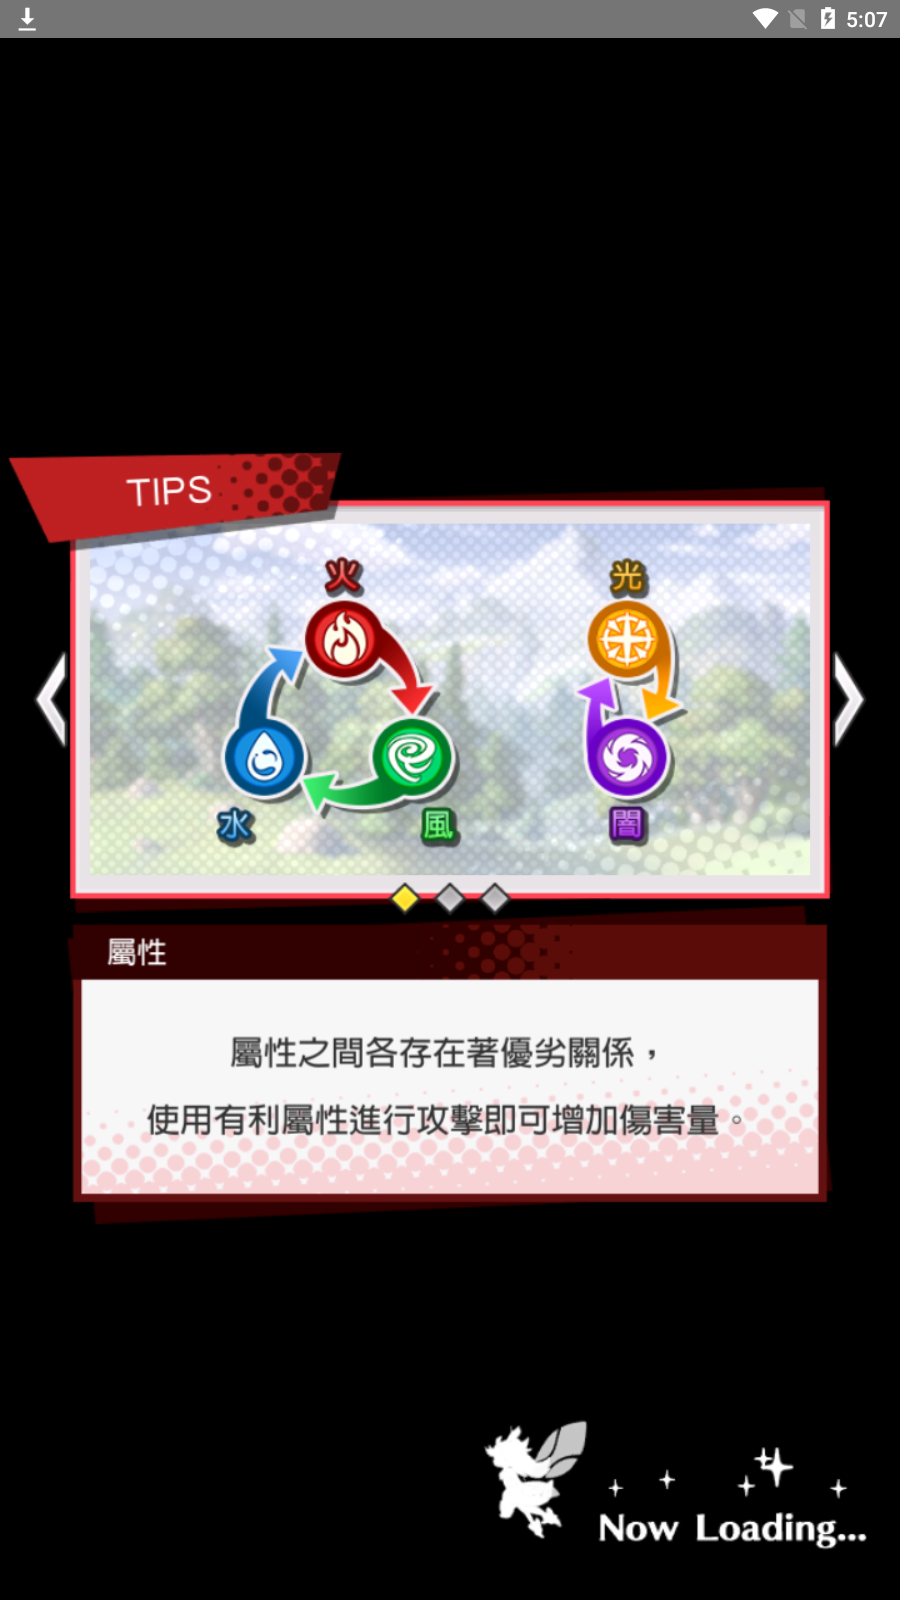 5:07
TIPS
火
光
水
風
闇
屬性
屬性之間各存在著優劣關係，
使用有利屬性進行攻擊即可增加傷害量。
Now Loading...